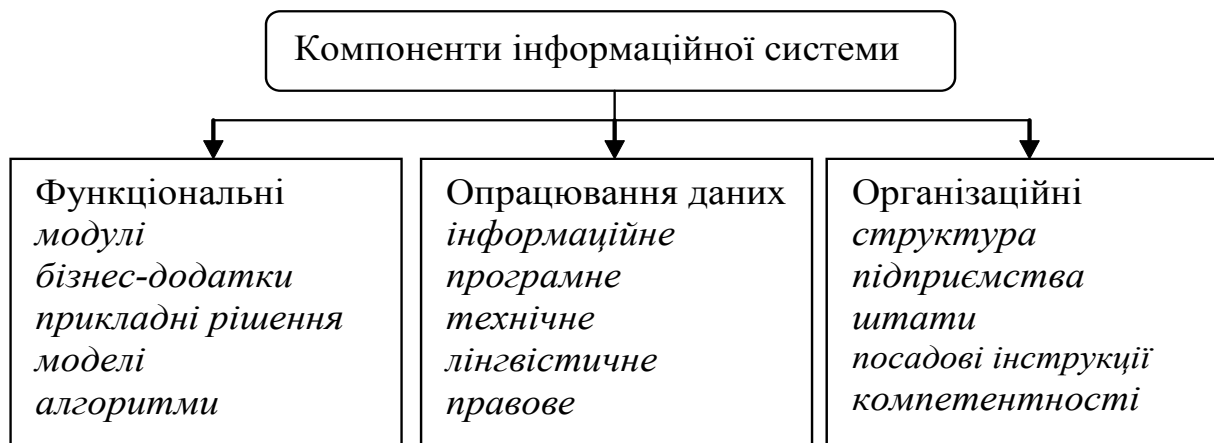 Компоненти інформаційної системи
Функціональні
модулі
бізнес-додатки
прикладні рішення
моделі
алгоритми
Опрацювання даних
інформаційне
програмне
технічне
лінгвістичне
правове
Організаційні
структура
підприємства
штати
посадові інструкції
компетентності